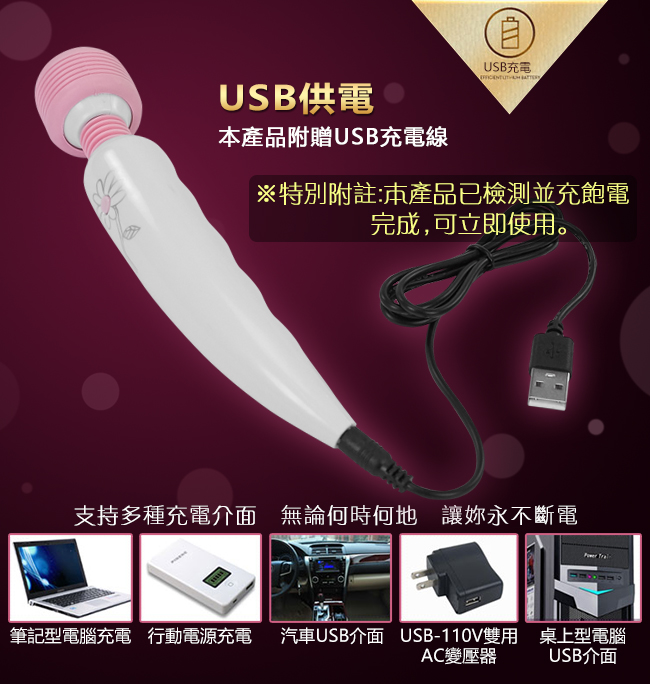 USB充電
EFFICIENT LITHIUM BATTERY
USB供電
本產品附贈USB充電線
※特別附註:本產品已檢測並充飽電
完成,可立即使用。
支持多種充電介面 無論何時何地 讓妳永不斷電
Power Train
筆記型電腦充電 行動電源充電 汽車USB介面 USB-110V雙用 桌上型電腦
AC變壓器 USB介面